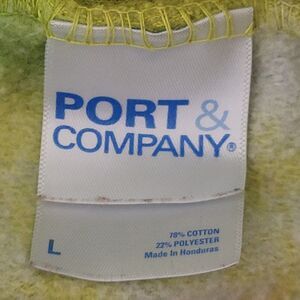 PORT &
COMPANY®
L
78% COTTON
22% POLYESTER
Made In Honduras